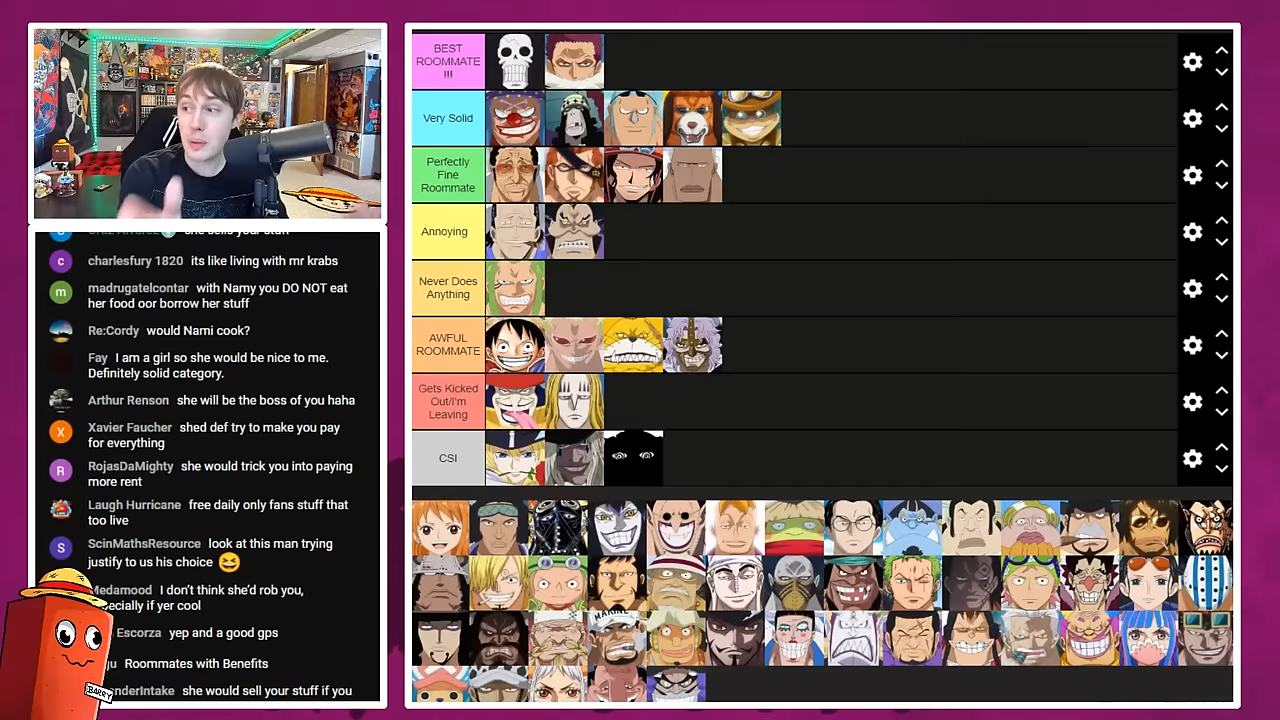 she sells your stuff
charlesfury 1820 its like living with mr krabs
madrugatelcontar with Namy you DO NOT eat
her food oor borrow her stuff
Re:Cordy would Nami cook?
Fay I am a girl so she would be nice to me.
Definitely solid category.
Arthur Renson she will be the boss of you haha
Xavier Faucher shed def try to make you pay
for everything
RojasDaMighty she would trick you into paying
more rent
Laugh Hurricane free daily only fans stuff that
too live
ScinMathsResource look at this man trying
justify to us his choice
Medamood I don't think she'd rob you,
especially if yer cool
Escorza yep and a good gps
Roommates with Benefits
she would sell your stuff if you
BARRY
BEST
ROOMMATE
!!!
Very Solid
Perfectly
Fine
Roommate
Annoying
Never Does
Anything
AWFUL
ROOMMATE
Gets Kicked
Out/I'm
Leaving
CSI
MARINE